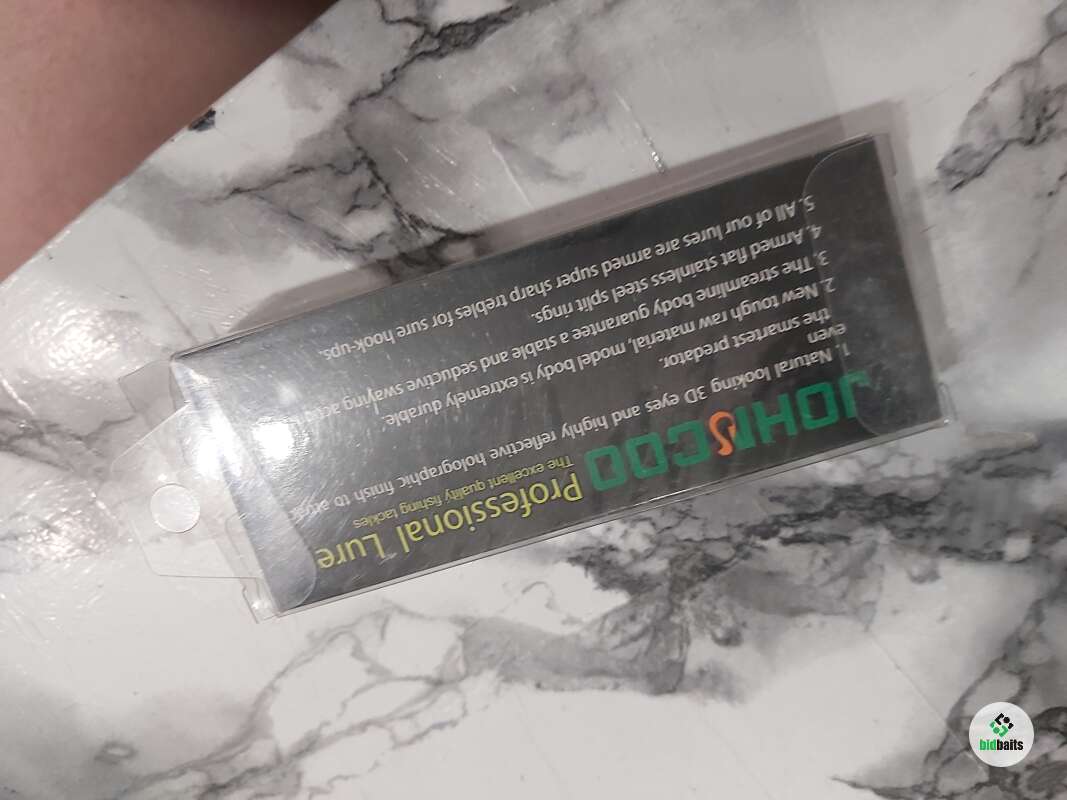 JOHNCOO
Professional Lure
The excellent quality fishing tackles
1. Natural looking 3D eyes and highly reflective holographic finish to
even
the smartest predator.
2. New tough raw material, model body is extremely durable.
3. The streamline body guarantee a stable and seductive swaying
4. Armed flat stainless steel split rings.
5. All of our lures are armed super sharp trebles for sure hook-ups.
bidbaits